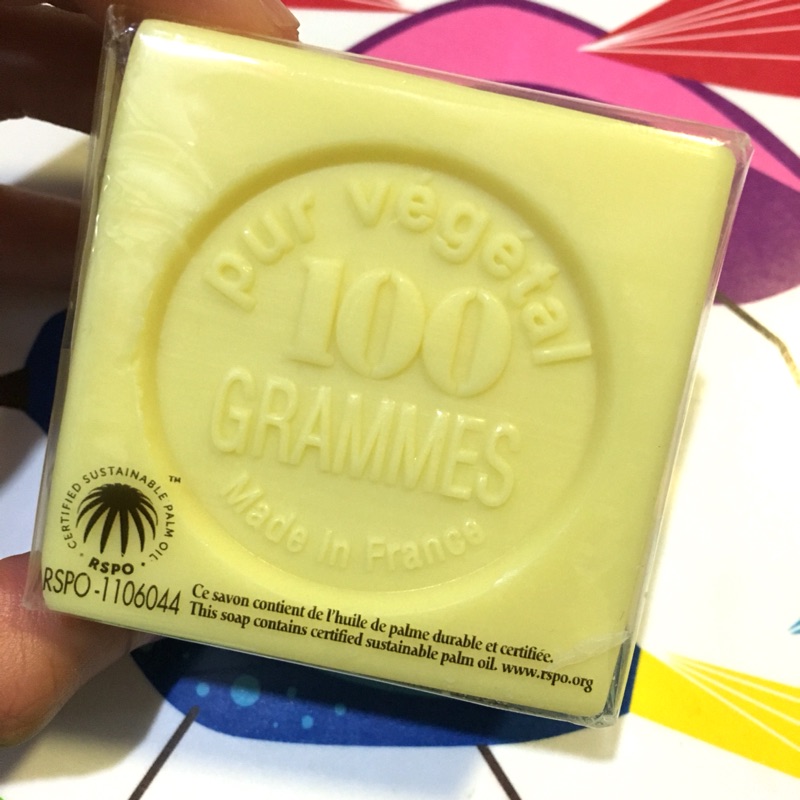 pur végétal
100
GRAMMES
Made in France
CERTIFIED SUSTAINABLE PALM OIL ™
RSPO
RSPO-1106044
Ce savon contient de l'huile de palme durable et certifiée.
This soap contains certified sustainable palm oil. www.rspo.org